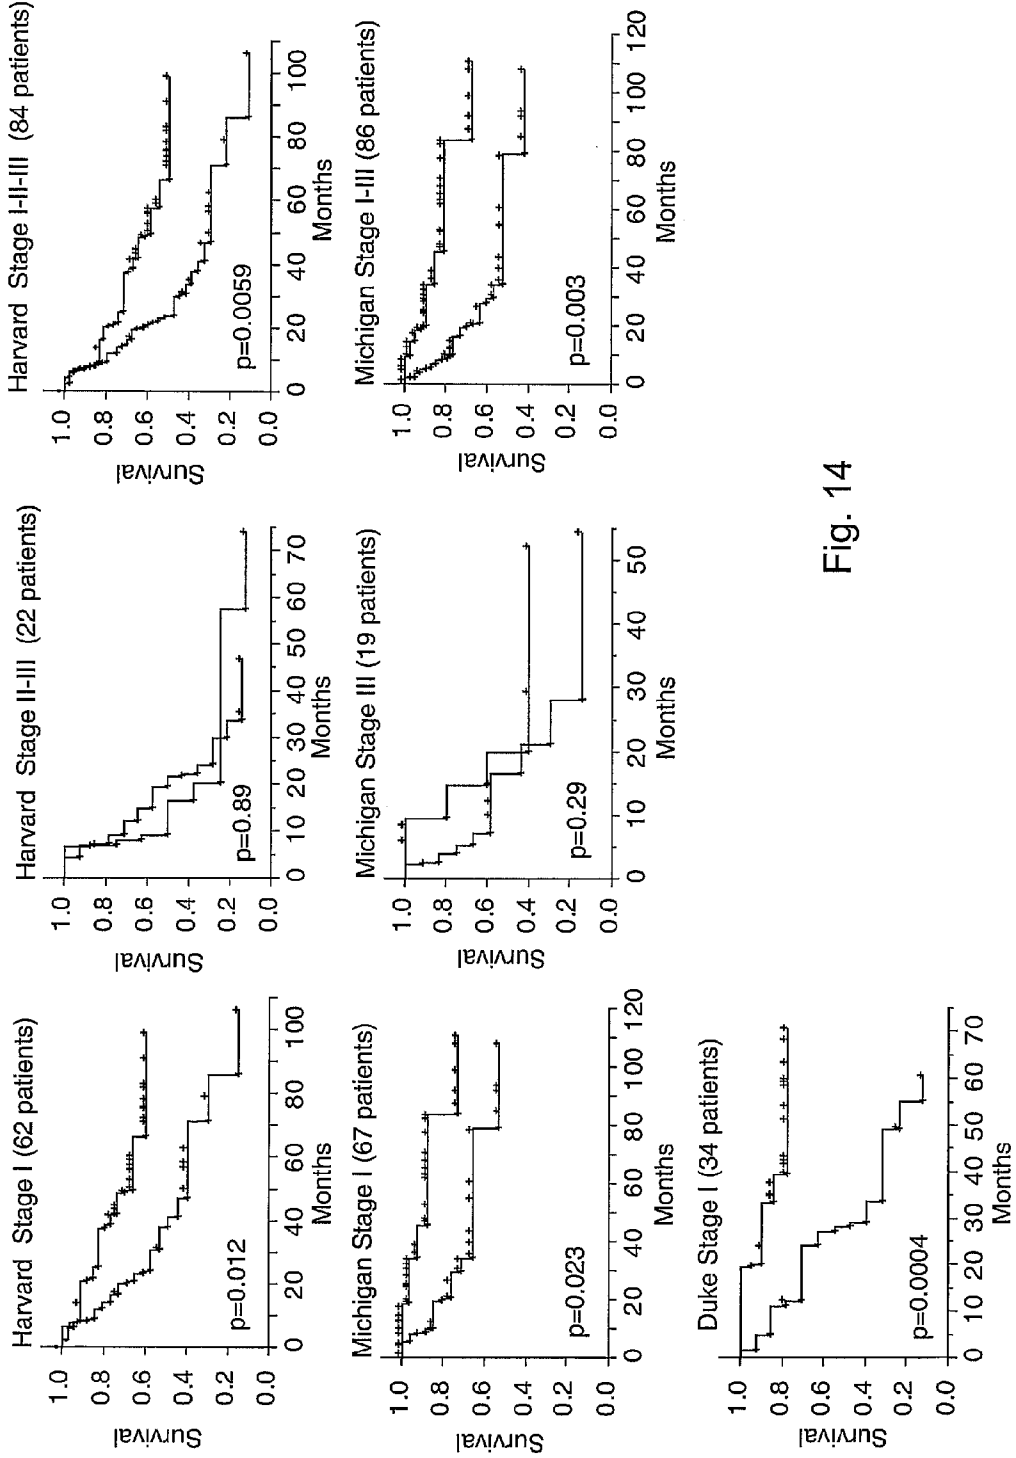 Harvard Stage I (62 patients)
Survival
1.0
0.8
0.6
0.4
0.2
0.0
p=0.012
0 20 40 60 80 100
Months
Harvard Stage II-III (22 patients)
Survival
1.0
0.8
0.6
0.4
0.2
0.0
p=0.89
0 10 20 30 40 50 60 70
Months
Harvard Stage I-II-III (84 patients)
Survival
1.0
0.8
0.6
0.4
0.2
0.0
p=0.0059
0 20 40 60 80 100
Months
Michigan Stage I (67 patients)
Survival
1.0
0.8
0.6
0.4
0.2
0.0
p=0.023
0 20 40 60 80 100 120
Months
Michigan Stage III (19 patients)
Survival
1.0
0.8
0.6
0.4
0.2
0.0
p=0.29
0 10 20 30 40 50
Months
Michigan Stage I-III (86 patients)
Survival
1.0
0.8
0.6
0.4
0.2
0.0
p=0.003
0 20 40 60 80 100 120
Months
Duke Stage I (34 patients)
Survival
1.0
0.8
0.6
0.4
0.2
0.0
p=0.0004
0 10 20 30 40 50 60 70
Months
Fig. 14